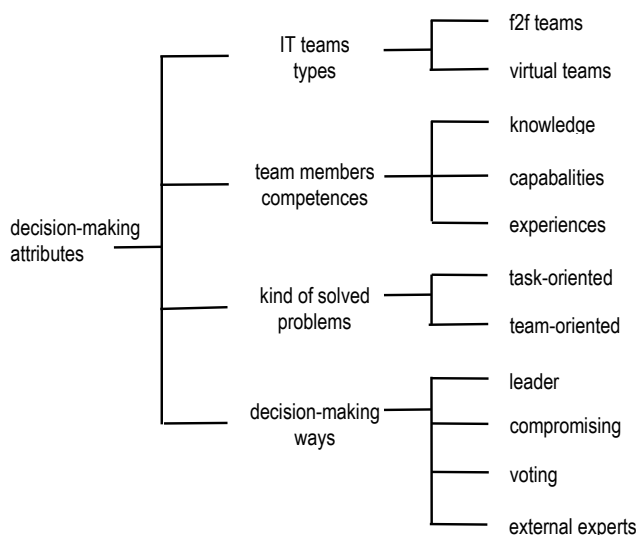 IT teams
types
f2f teams
virtual teams
team members
competences
knowledge
capabalities
experiences
decision-making
attributes
kind of solved
problems
task-oriented
team-oriented
decision-making
ways
leader
compromising
voting
external experts